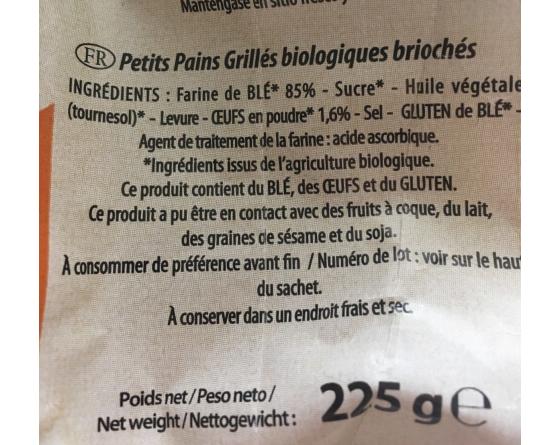 Mantengase en sitio
FR Petits Pains Grillés biologiques briochés
INGRÉDIENTS : Farine de BLÉ* 85% - Sucre* - Huile végétale
(tournesol)* - Levure - ŒUFS en poudre* 1,6% - Sel - GLUTEN de BLÉ* -
Agent de traitement de la farine : acide ascorbique.
*Ingrédients issus de l'agriculture biologique.
Ce produit contient du BLÉ, des ŒUFS et du GLUTEN.
Ce produit a pu être en contact avec des fruits à coque, du lait,
des graines de sésame et du soja.
À consommer de préférence avant fin / Numéro de lot : voir sur le hau
du sachet.
À conserver dans un endroit frais et sec.
Poids net / Peso neto /
Net weight / Nettogewicht : 225 g e